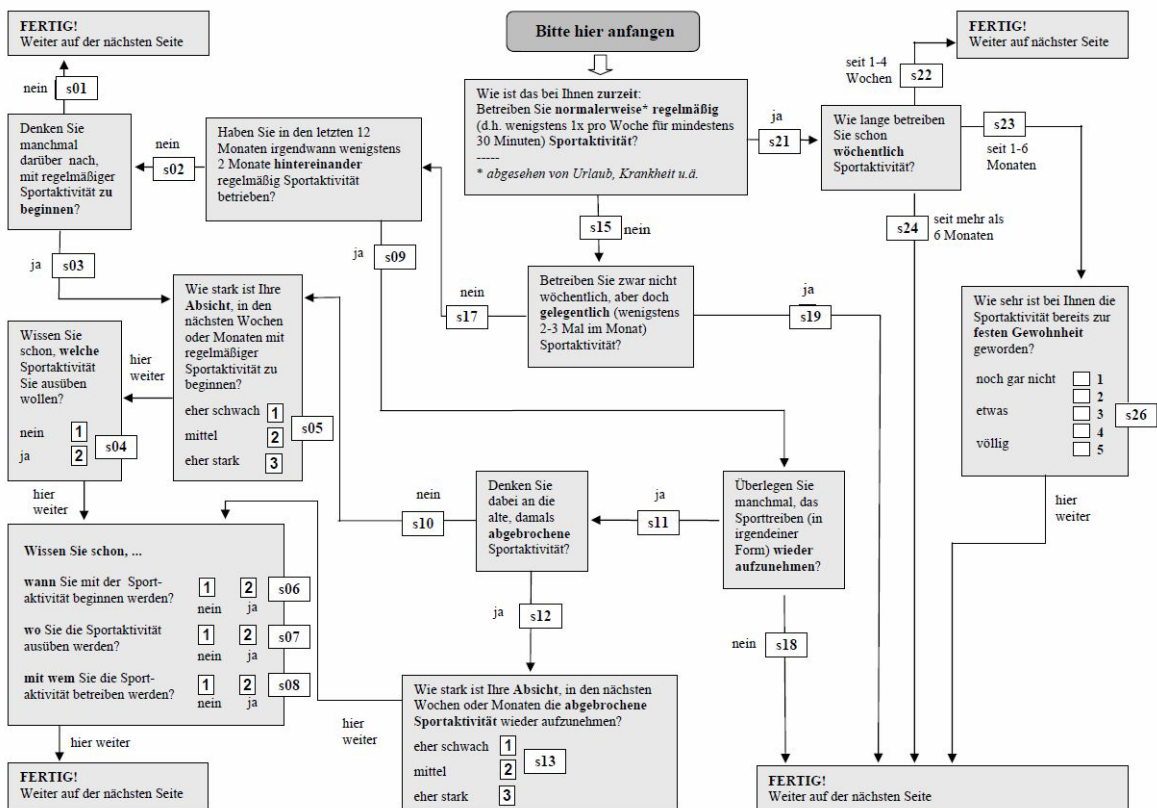 FERTIG!
Weiter auf der nächsten Seite
Bitte hier anfangen
FERTIG!
Weiter auf nächster Seite
nein
s01
Denken Sie
manchmal
darüber nach,
mit regelmäßiger
Sportaktivität zu
beginnen?
nein
s02
Haben Sie in den letzten 12
Monaten irgendwann wenigstens
2 Monate hintereinander
regelmäßig Sportaktivität
betrieben?
Wie ist das bei Ihnen zurzeit:
Betreiben Sie normalerweise* regelmäßig
(d.h. wenigstens 1x pro Woche für mindestens
30 Minuten) Sportaktivität?
-----
* abgesehen von Urlaub, Krankheit u.ä.
ja
s21
seit 1-4
Wochen
s22
Wie lange betreiben
Sie schon
wöchentlich
Sportaktivität?
s23
seit 1-6
Monaten
s15
nein
s24
seit mehr als
6 Monaten
ja
s03
ja
s09
Wie stark ist Ihre
Absicht, in den
nächsten Wochen
oder Monaten mit
regelmäßiger
Sportaktivität zu
beginnen?
eher schwach 1
mittel 2
eher stark 3
s05
nein
s17
Betreiben Sie zwar nicht
wöchentlich, aber doch
gelegentlich (wenigstens
2-3 Mal im Monat)
Sportaktivität?
ja
s19
Wie sehr ist bei Ihnen die
Sportaktivität bereits zur
festen Gewohnheit
geworden?
noch gar nicht 1
2
etwas 3
4
völlig 5
s26
hier
weiter
Wissen Sie
schon, welche
Sportaktivität
Sie ausüben
wollen?
nein 1
ja 2
s04
hier
weiter
nein
s10
Denken Sie
dabei an die
alte, damals
abgebrochene
Sportaktivität?
ja
s11
Überlegen Sie
manchmal, das
Sporttreiben (in
irgendeiner
Form) wieder
aufzunehmen?
hier
weiter
Wissen Sie schon, ...
wann Sie mit der Sport-
aktivität beginnen werden?
1 2
nein ja
s06
wo Sie die Sportaktivität
ausüben werden?
1 2
nein ja
s07
mit wem Sie die Sport-
aktivität betreiben werden?
1 2
nein ja
s08
ja
s12
nein
s18
hier
weiter
Wie stark ist Ihre Absicht, in den nächsten
Wochen oder Monaten die abgebrochene
Sportaktivität wieder aufzunehmen?
eher schwach 1
mittel 2
eher stark 3
s13
hier weiter
FERTIG!
Weiter auf der nächsten Seite
FERTIG!
Weiter auf der nächsten Seite